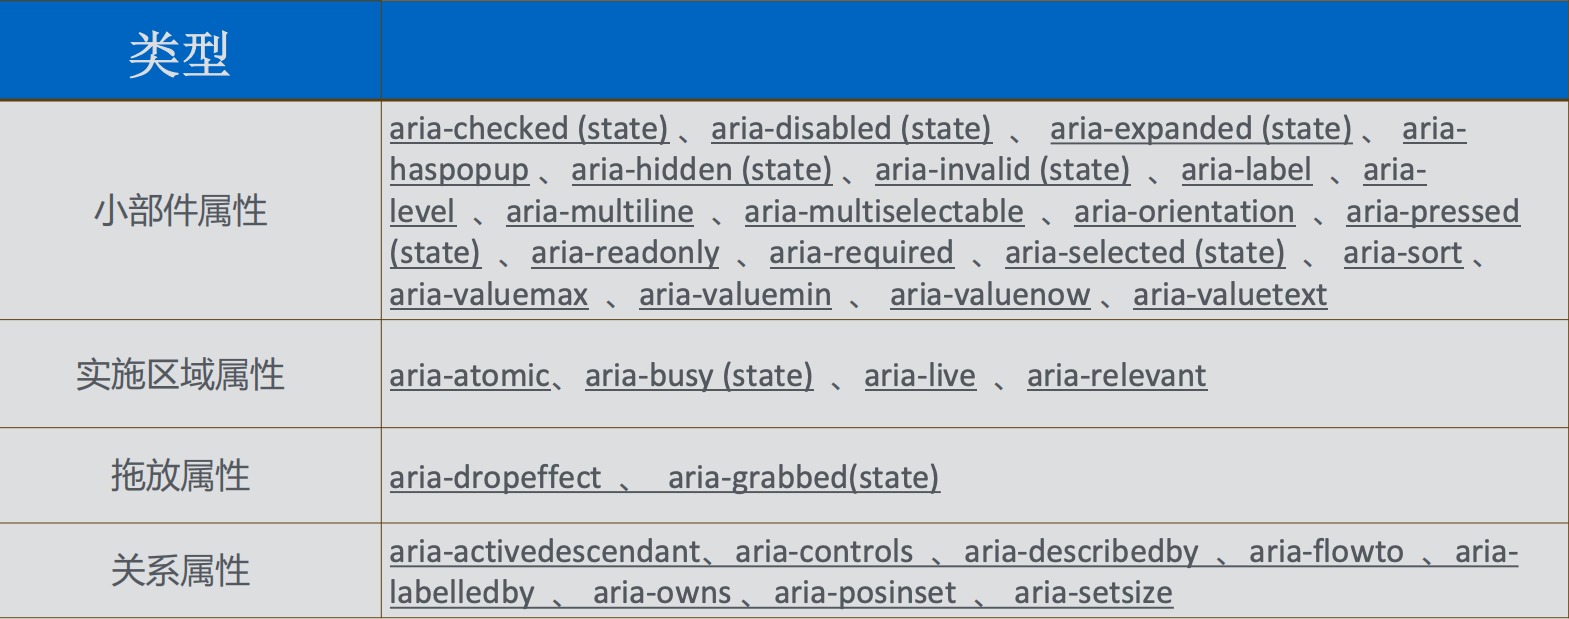 类型
小部件属性
aria-checked (state) 、 aria-disabled (state) 、 aria-expanded (state) 、 aria-
haspopup 、 aria-hidden (state) 、 aria-invalid (state) 、 aria-label 、 aria-
level 、 aria-multiline 、 aria-multiselectable 、 aria-orientation 、 aria-pressed
(state) 、 aria-readonly 、 aria-required 、 aria-selected (state) 、 aria-sort 、
aria-valuemax 、 aria-valuemin 、 aria-valuenow 、 aria-valuetext
实施区域属性
aria-atomic、 aria-busy (state) 、 aria-live 、 aria-relevant
拖放属性
aria-dropeffect 、 aria-grabbed(state)
关系属性
aria-activedescendant、 aria-controls 、 aria-describedby 、 aria-flowto 、 aria-
labelledby 、 aria-owns 、 aria-posinset 、 aria-setsize